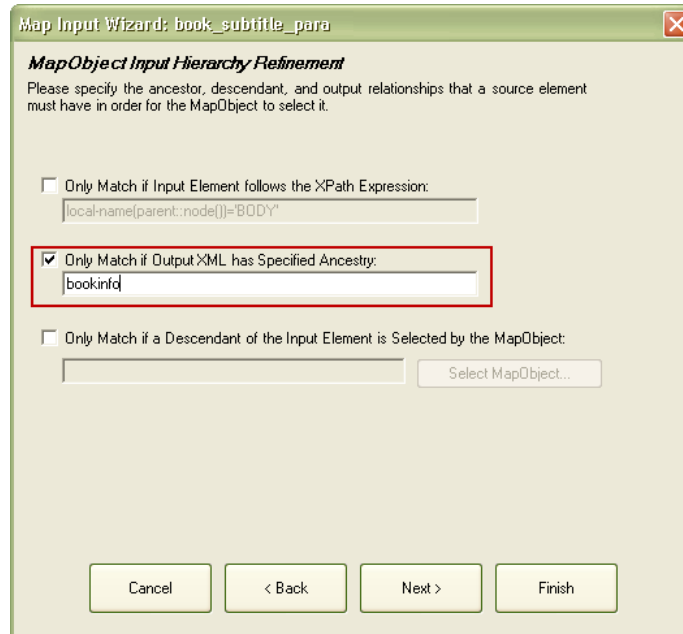 Map Input Wizard: book_subtitle_para
MapObject Input Hierarchy Refinement
Please specify the ancestor, descendant, and output relationships that a source element
must have in order for the MapObject to select it.
Only Match if Input Element follows the XPath Expression:
local-name(parent::node())='BODY'
Only Match if Output XML has Specified Ancestry:
bookinfo
Only Match if a Descendant of the Input Element is Selected by the MapObject:
Select MapObject...
Cancel
< Back
Next >
Finish